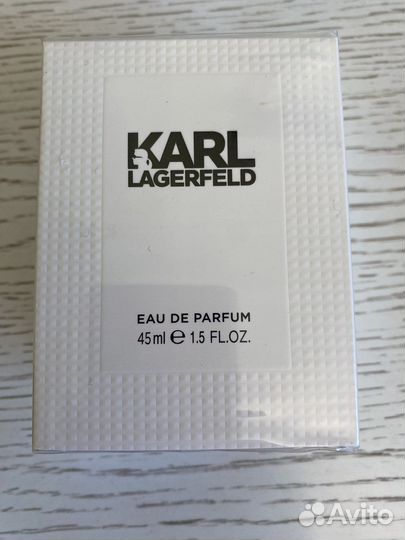 KARL
LAGERFELD
EAU DE PARFUM
45ml e 1.5 FL.OZ.
Avito